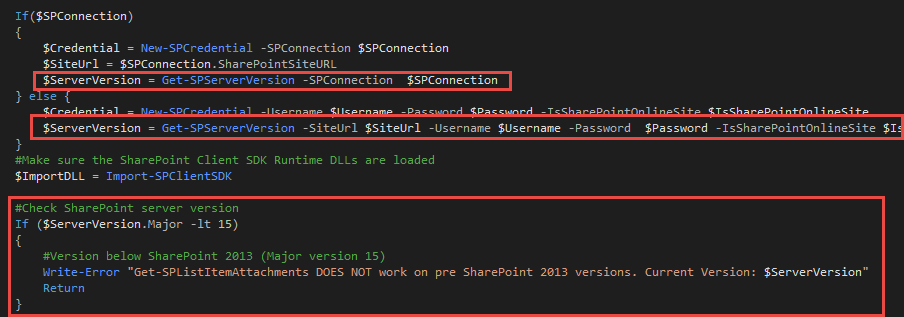 If($SPConnection)
{
$Credential = New-SPCredential -SPConnection $SPConnection
$SiteUrl = $SPConnection.SharePointSiteURL
$ServerVersion = Get-SPServerVersion -SPConnection  $SPConnection
} else {
$Credential = New-SPCredential -Username $Username -Password $Password -IsSharePointOnlineSite $IsSharePointOnlineSite
$ServerVersion = Get-SPServerVersion -SiteUrl $SiteUrl -Username $Username -Password  $Password -IsSharePointOnlineSite $Is
}
#Make sure the SharePoint Client SDK Runtime DLLs are loaded
$ImportDLL = Import-SPClientSDK
#Check SharePoint server version
If ($ServerVersion.Major -lt 15)
{
#Version below SharePoint 2013 (Major version 15)
Write-Error "Get-SPListItemAttachments DOES NOT work on pre SharePoint 2013 versions. Current Version: $ServerVersion"
Return
}